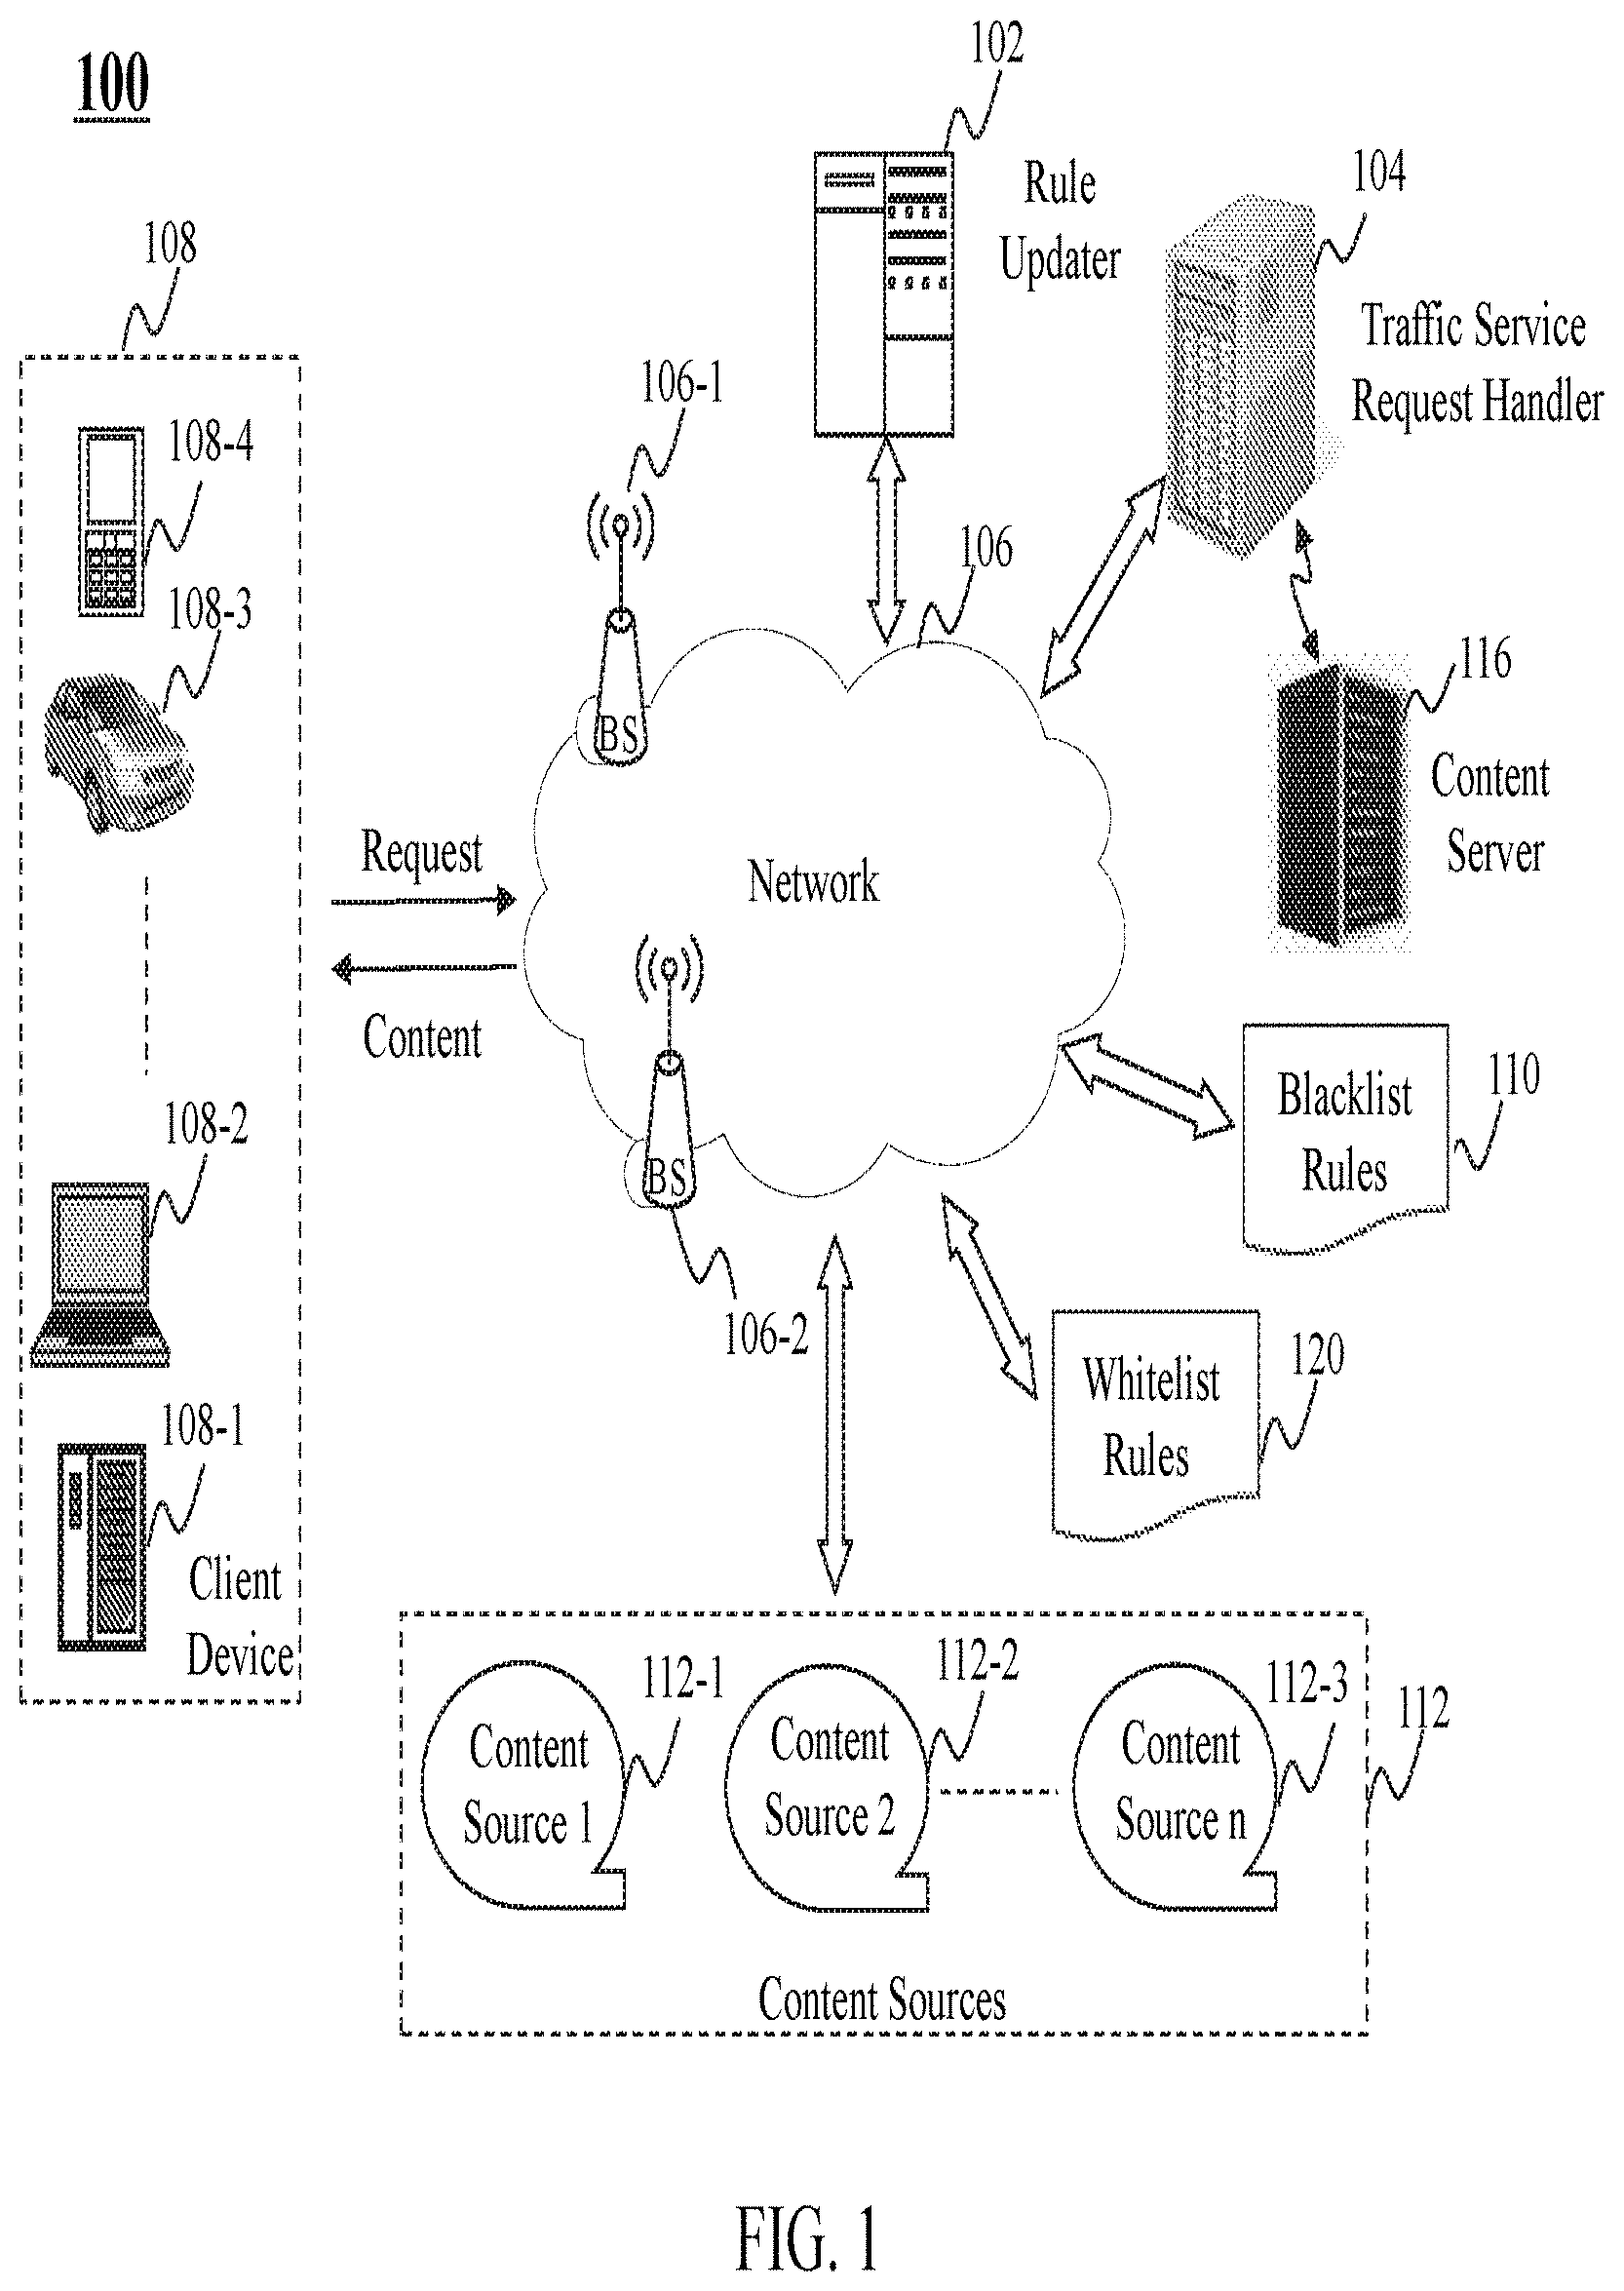 100
102
Rule
Updater
104
Traffic Service
Request Handler
108
106-1
108-4
106
108-3
BS
116
Content
Server
Request
Network
Content
BS
Blacklist
Rules
110
108-2
106-2
Whitelist
Rules
120
108-1
Client
Device
112-1
112-2
112-3
112
Content
Source 1
Content
Source 2
Content
Source n
Content Sources
FIG. 1